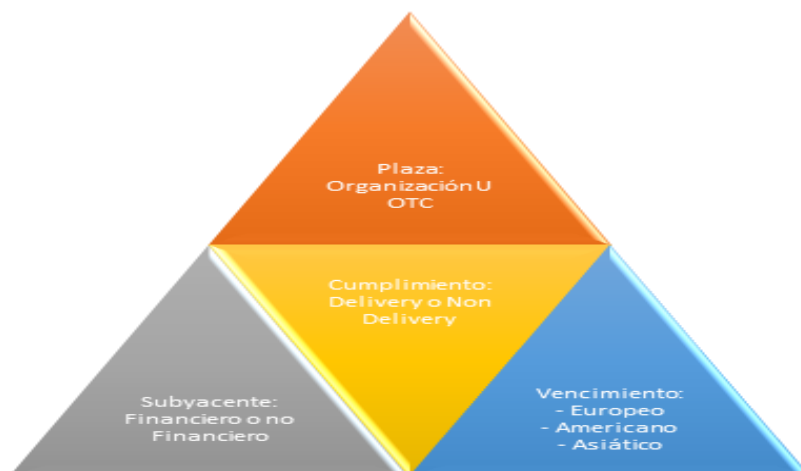 Plaza:
Organización U
OTC
Cumplimiento:
Delivery o Non
Delivery
Subyacente:
Financiero o no
Financiero
Vencimiento:
- Europeo
- Americano
- Asiático